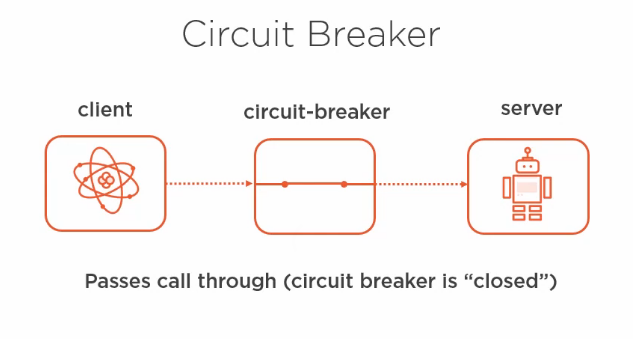 Circuit Breaker
client
circuit-breaker
server
Passes call through (circuit breaker is “closed”)